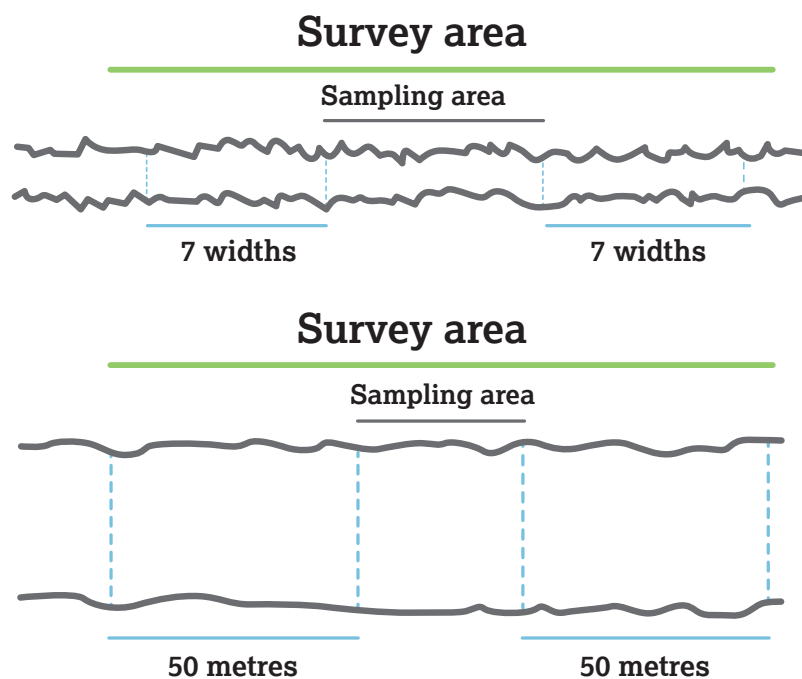 Survey area
Sampling area
7 widths 7 widths
Survey area
Sampling area
50 metres 50 metres